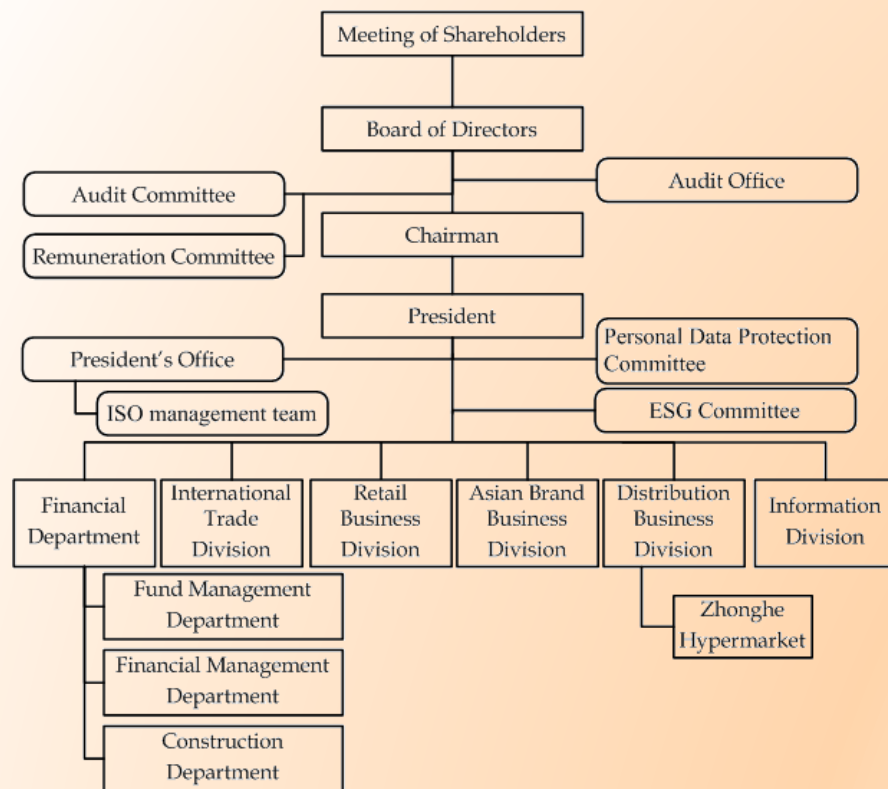 Meeting of Shareholders
Board of Directors
Audit Committee
Audit Office
Remuneration Committee
Chairman
President
President's Office
Personal Data Protection
Committee
ISO management team
ESG Committee
Financial
Department
International
Trade
Division
Retail
Business
Division
Asian Brand
Business
Division
Distribution
Business
Division
Information
Division
Fund Management
Department
Zhonghe
Hypermarket
Financial Management
Department
Construction
Department